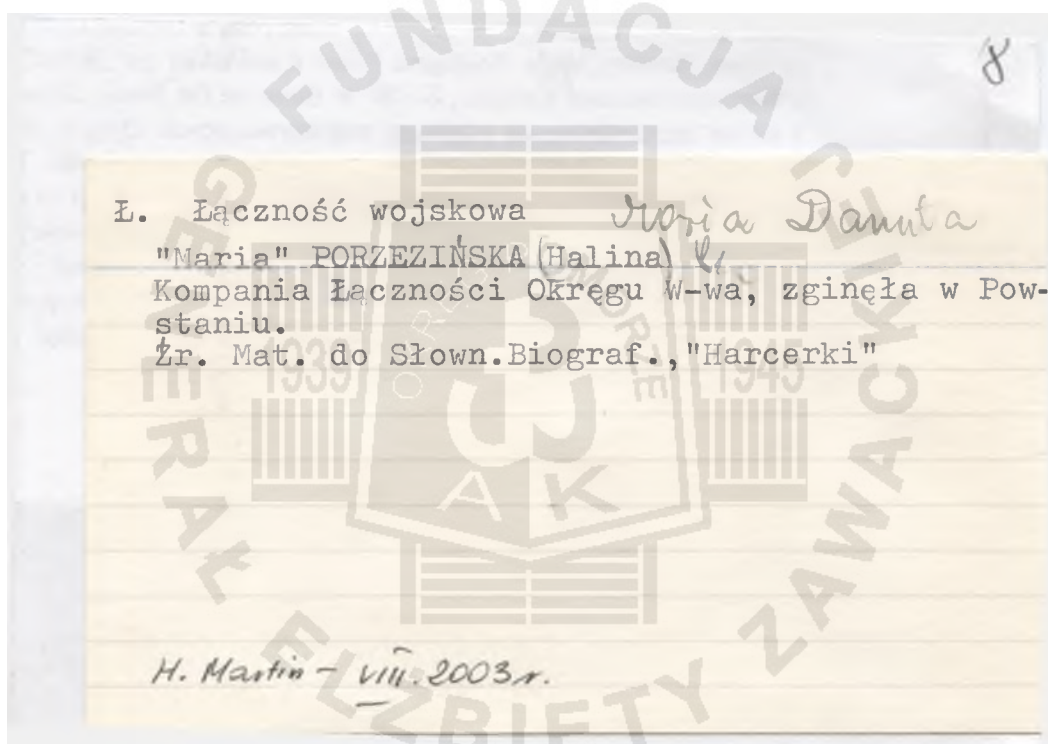 8
Ł. Łączność wojskowa Maria Danuta
"Maria" PORZEZIŃSKA (Halina)
Kompania Łączności Okręgu W-wa, zginęła w Pow-
staniu.
Źr. Mat. do Słown.Biograf.,"Harcerki"
H. Martin – VIII.2003r.
FUNDACJA
GENERAŁ ELŻBIETY ZAWACKIEJ
1939 1945
AK
POMORZE